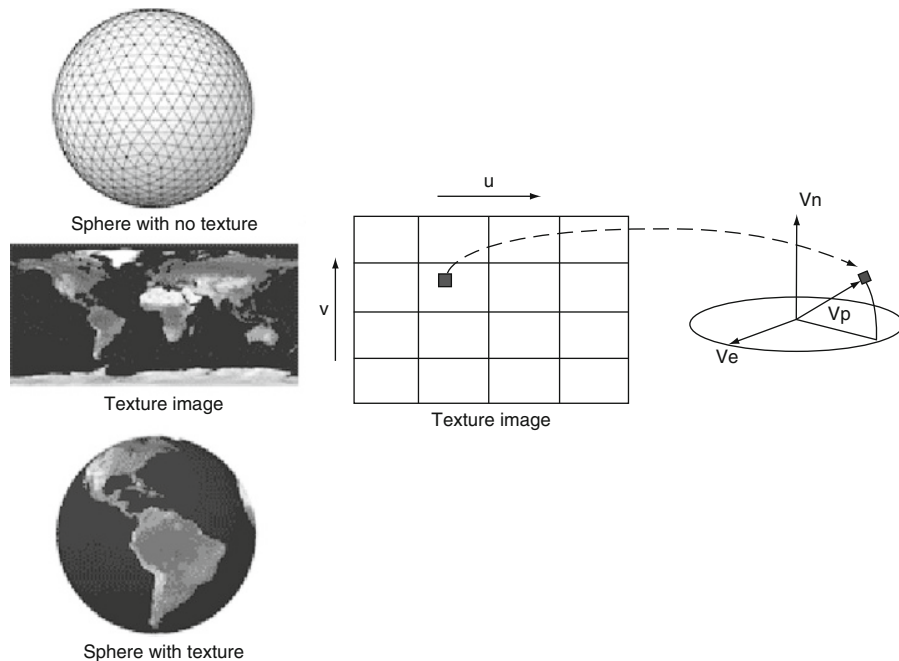 Sphere with no texture
Texture image
Sphere with texture
u
v
Texture image
Vn
Vp
Ve